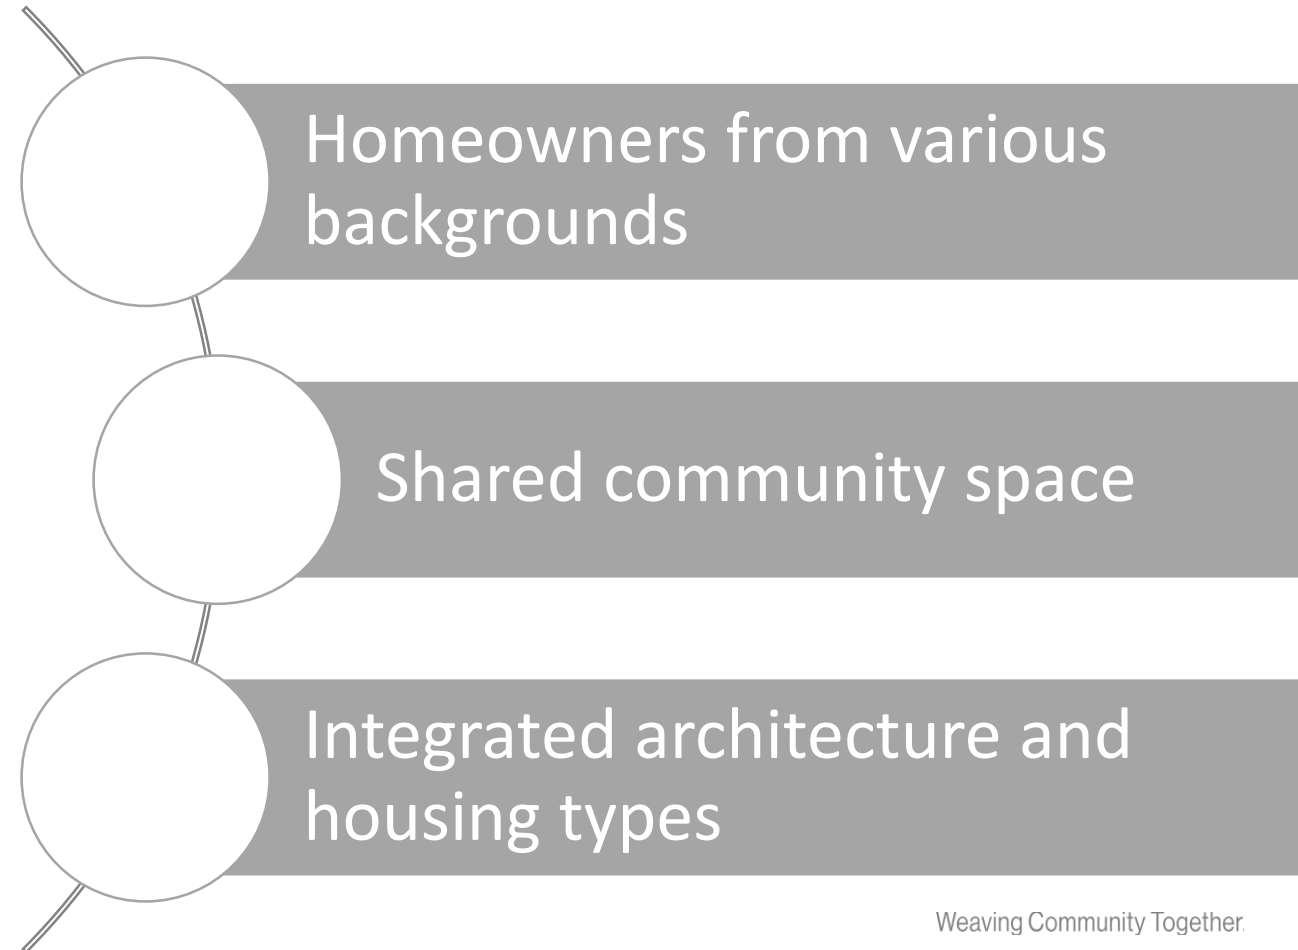 Homeowners from various
backgrounds
Shared community space
Integrated architecture and
housing types
Weaving Community Together.